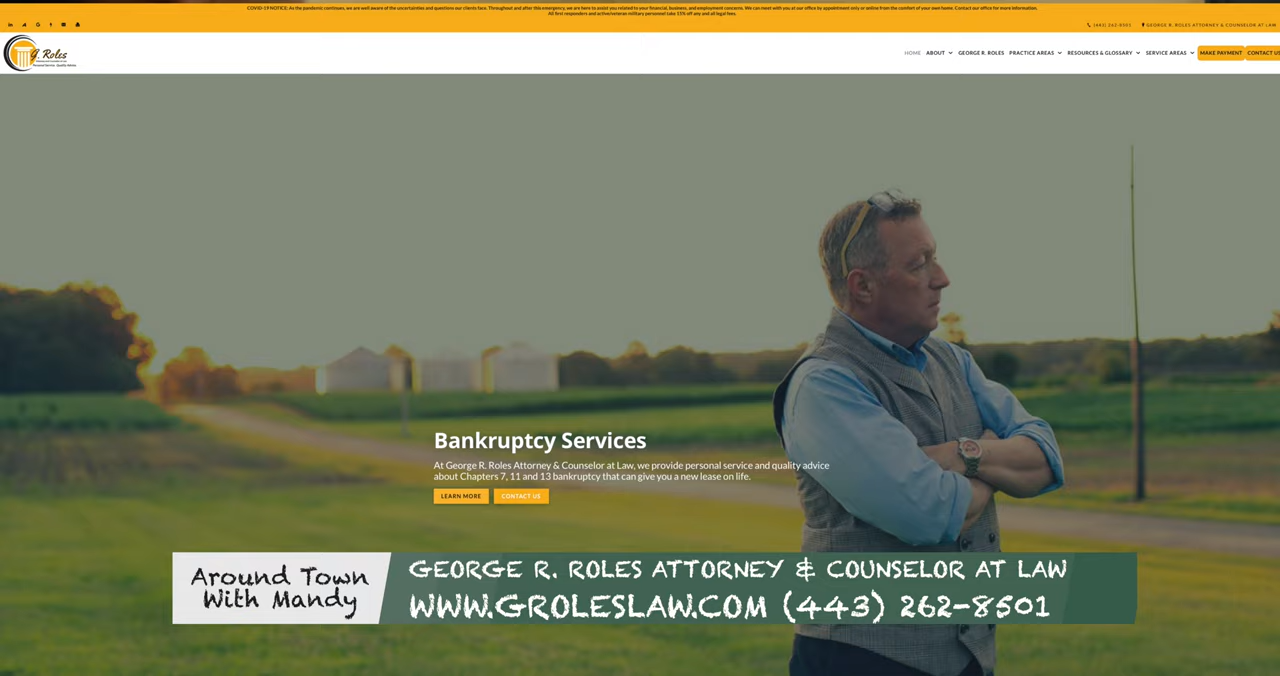 COVID-19 NOTICE: As the pandemic continues, we are well aware of the uncertainties and questions our clients face. Throughout and after this emergency, we are here to assist you related to your financial, business, and employment concerns. We can meet with you at our office by appointment only or online from the comfort of your own home. Contact our office for more information.
All first responders and active/veteran military personnel take 15% off any and all legal fees.
(443) 262-8501 GEORGE R. ROLES ATTORNEY & COUNSELOR AT LAW
G. Roles
Personal Service Quality Advice
HOME ABOUT GEORGE R. ROLES PRACTICE AREAS RESOURCES & GLOSSARY SERVICE AREAS MAKE PAYMENT CONTACT US
Bankruptcy Services
At George R. Roles Attorney & Counselor at Law, we provide personal service and quality advice
about Chapters 7, 11 and 13 bankruptcy that can give you a new lease on life.
LEARN MORE CONTACT US
Around Town
With Mandy
GEORGE R. ROLES ATTORNEY & COUNSELOR AT LAW
WWW.GROLESLAW.COM (443) 262-8501